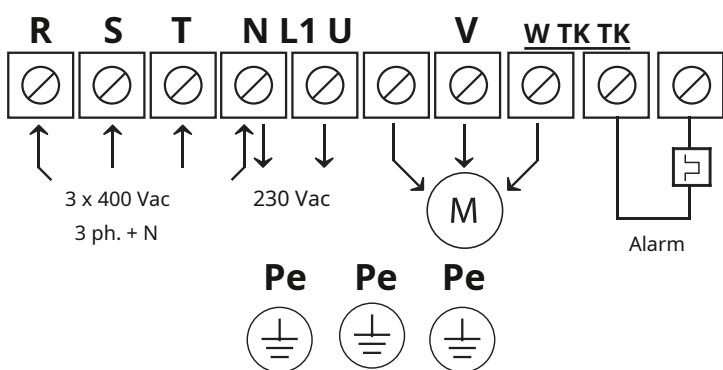 R S T N L1 U V W TK TK
3 x 400 Vac
3 ph. + N
230 Vac
M
Alarm
Pe Pe Pe